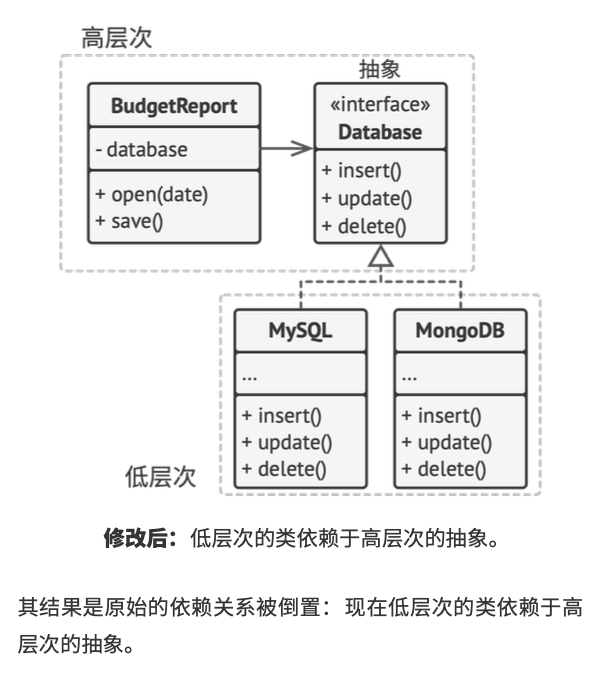 高层次
抽象
BudgetReport
- database
+ open(date)
+ save()
«interface»
Database
+ insert()
+ update()
+ delete()
MySQL
...
+ insert()
+ update()
+ delete()
MongoDB
...
+ insert()
+ update()
+ delete()
低层次
修改后：低层次的类依赖于高层次的抽象。
其结果是原始的依赖关系被倒置：现在低层次的类依赖于高
层次的抽象。